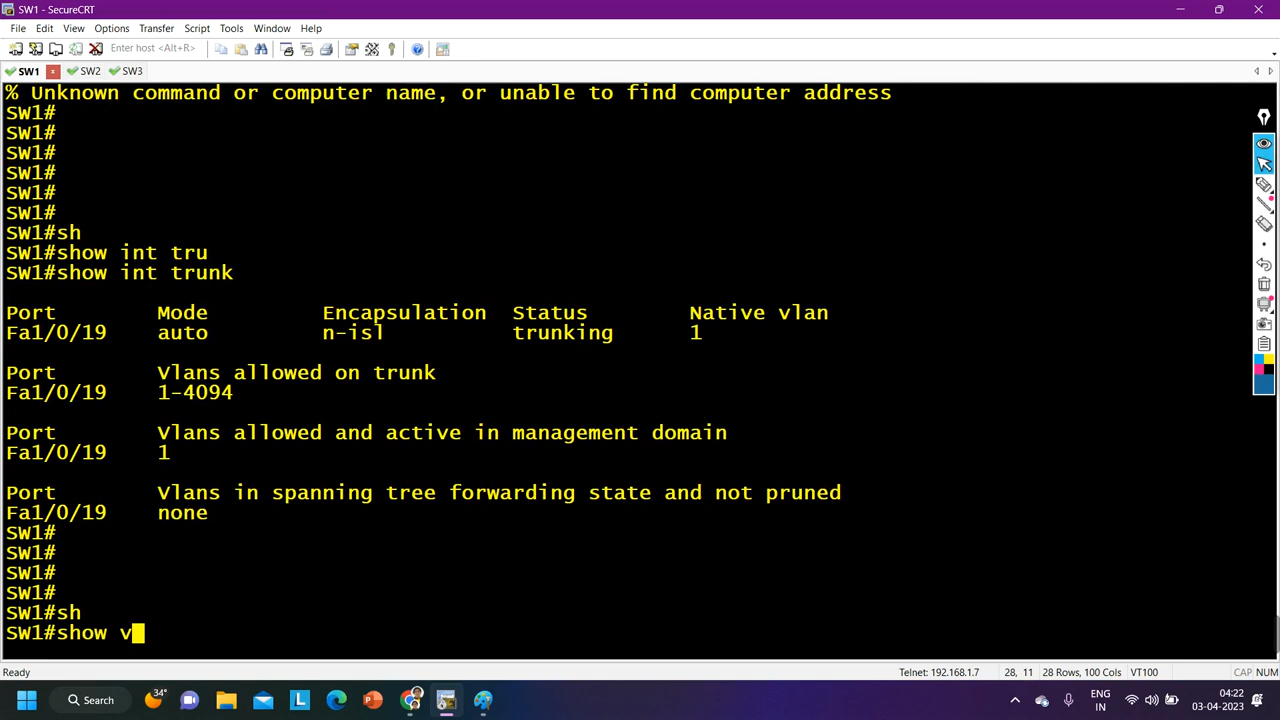 SW1 - SecureCRT
File Edit View Options Transfer Script Tools Window Help
Enter host <Alt+R>
SW1 x SW2 SW3
% Unknown command or computer name, or unable to find computer address
SW1#
SW1#
SW1#
SW1#
SW1#
SW1#
SW1#sh
SW1#show int tru
SW1#show int trunk
Port Mode Encapsulation Status Native vlan
Fa1/0/19 auto n-isl trunking 1
Port Vlans allowed on trunk
Fa1/0/19 1-4094
Port Vlans allowed and active in management domain
Fa1/0/19 1
Port Vlans in spanning tree forwarding state and not pruned
Fa1/0/19 none
SW1#
SW1#
SW1#
SW1#
SW1#sh
SW1#show v
Ready Telnet: 192.168.1.7 28, 11 28 Rows, 100 Cols VT100 CAP NUM
Search 34° L ENG 04:22
IN 03-04-2023